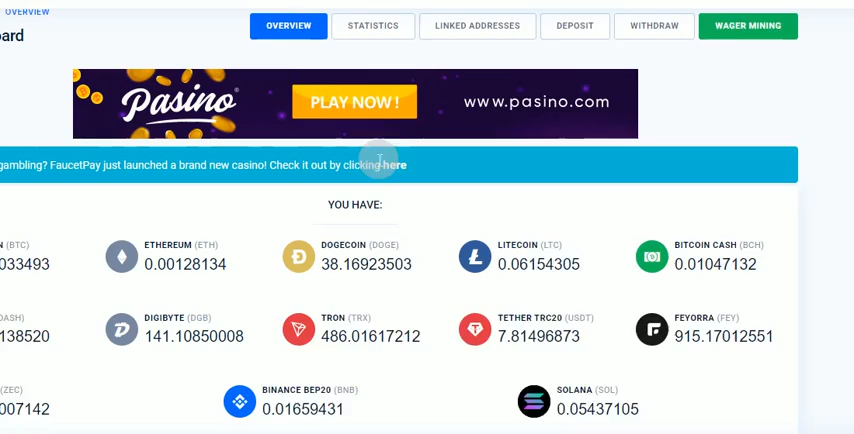 OVERVIEW
ard
OVERVIEW STATISTICS LINKED ADDRESSES DEPOSIT WITHDRAW WAGER MINING
Pasino PLAY NOW ! www.pasino.com
gambling? FaucetPay just launched a brand new casino! Check it out by clicking here
YOU HAVE:
N (BTC) ETHEREUM (ETH) DOGECOIN (DOGE) LITECOIN (LTC) BITCOIN CASH (BCH)
033493 0.00128134 38.16923503 0.06154305 0.01047132
DASH) DIGIBYTE (DGB) TRON (TRX) TETHER TRC20 (USDT) FEYORRA (FEY)
138520 141.10850008 486.01617212 7.81496873 915.17012551
(ZEC) BINANCE BEP20 (BNB) SOLANA (SOL)
007142 0.01659431 0.05437105